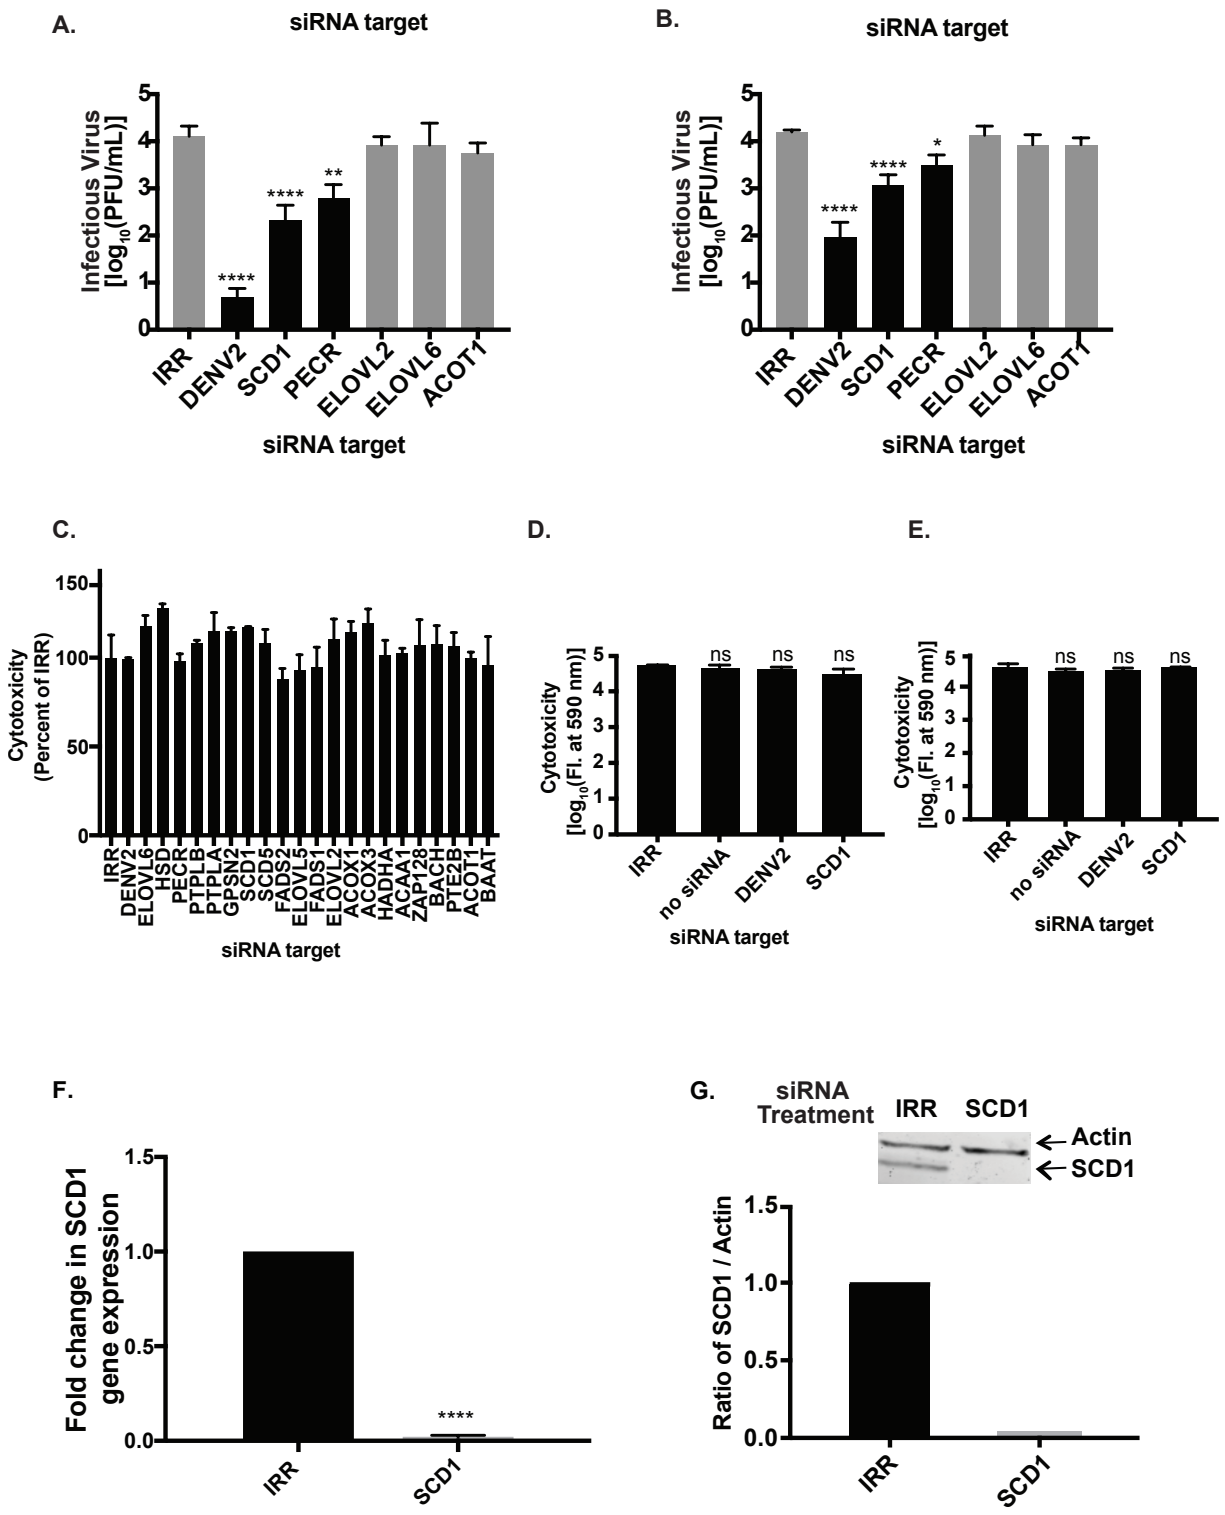 A.
siRNA target
Infectious Virus
[log10(PFU/mL)]
5
4
3
2
1
0
****
****
**
IRR
DENV2
SCD1
PECR
ELOVL2
ELOVL6
ACOT1
siRNA target
B.
siRNA target
Infectious Virus
[log10(PFU/mL)]
5
4
3
2
1
0
****
****
*
IRR
DENV2
SCD1
PECR
ELOVL2
ELOVL6
ACOT1
siRNA target
C.
Cytotoxicity
(Percent of IRR)
150
100
50
0
IRR
DENV2
ELOVL6
HSD
PECR
PTPLB
PTPLA
GPSN2
SCD1
SCD5
FADS2
ELOVL5
FADS1
ELOVL2
ACOX1
ACOX3
HADHA
ACAA1
ZAP128
BACH
PTE2B
ACOT1
BAAT
siRNA target
D.
Cytotoxicity
[log10(Fl. at 590 nm)]
5
4
3
2
1
0
ns
ns
ns
IRR
no siRNA
DENV2
SCD1
siRNA target
E.
Cytotoxicity
[log10(Fl. at 590 nm)]
5
4
3
2
1
0
ns
ns
ns
IRR
no siRNA
DENV2
SCD1
siRNA target
F.
Fold change in SCD1
gene expression
1.5
1.0
0.5
0.0
****
IRR
SCD1
G.
siRNA
Treatment
IRR
SCD1
Actin
SCD1
Ratio of SCD1 / Actin
1.5
1.0
0.5
0.0
IRR
SCD1